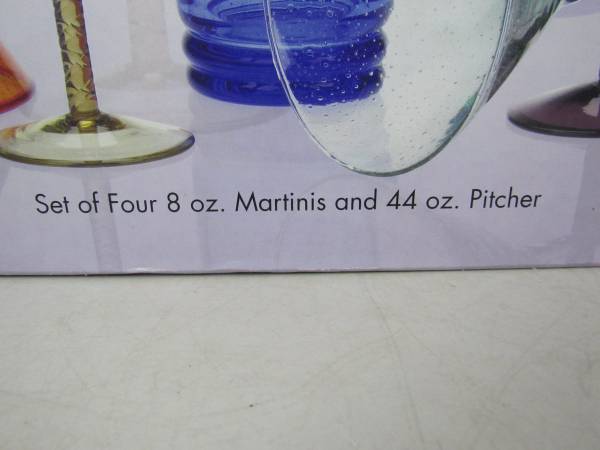 Set of Four 8 oz. Martinis and 44 oz. Pitcher